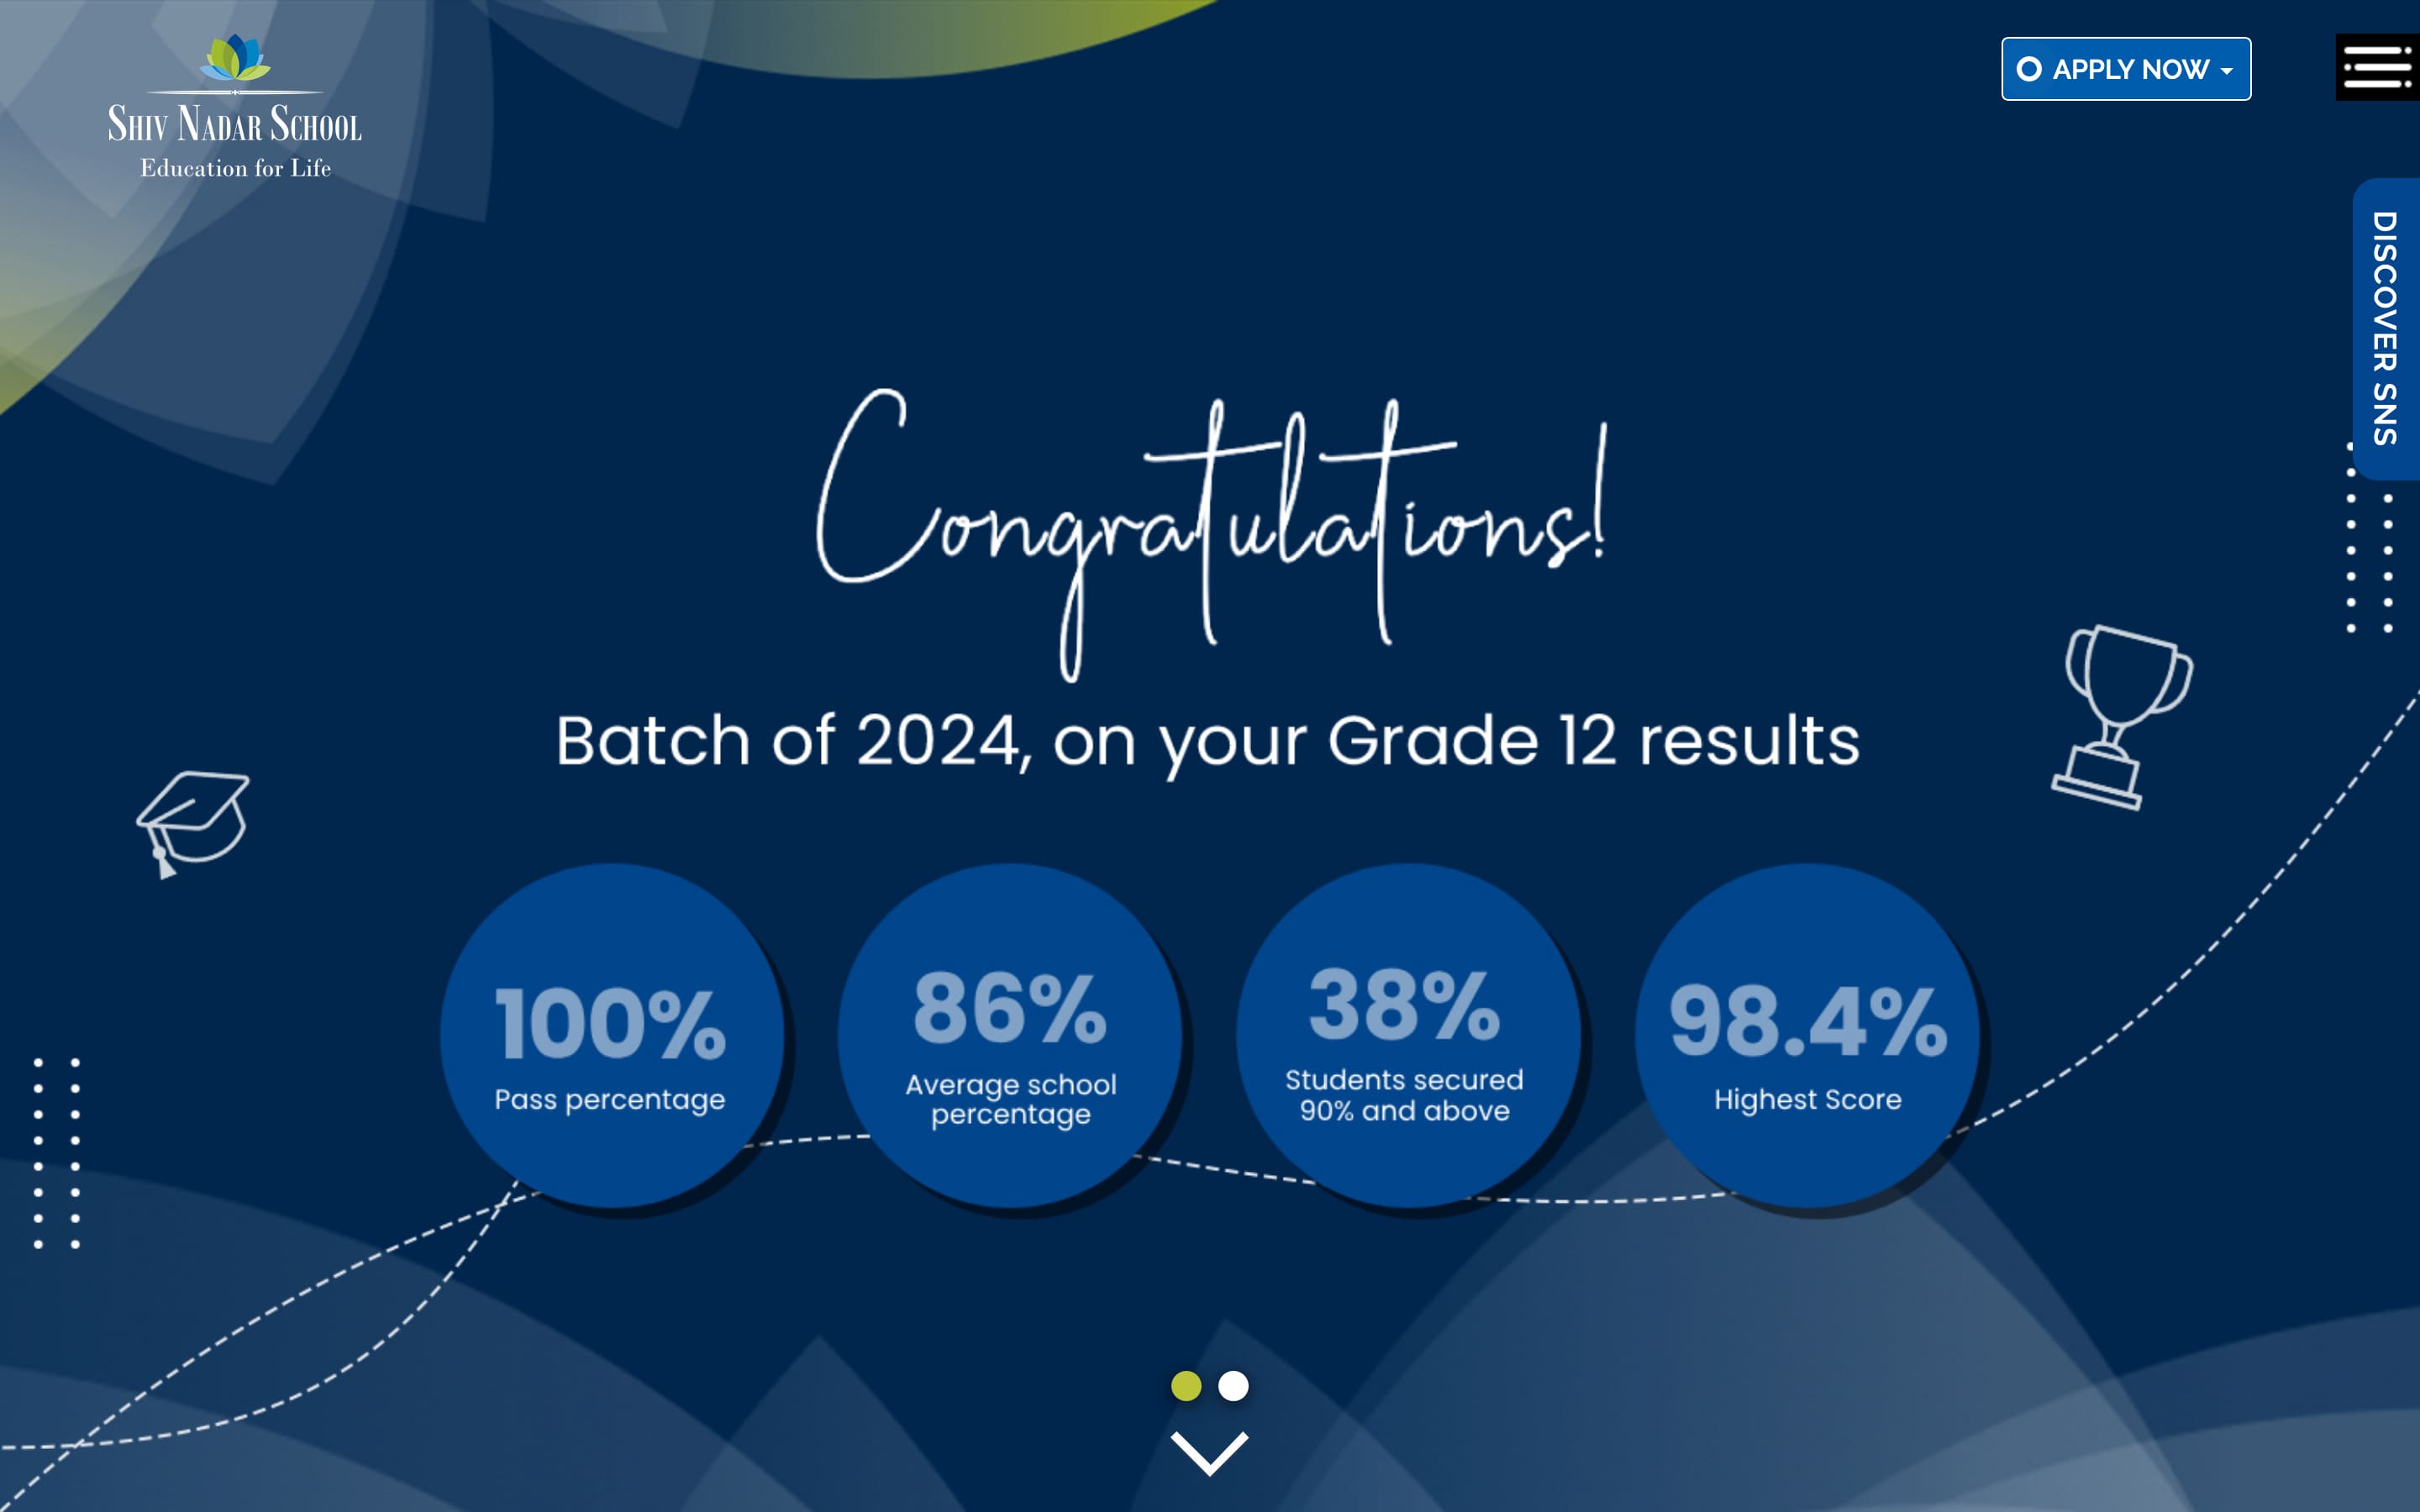 SHIV NADAR SCHOOL
Education for Life
APPLY NOW
DISCOVER SNS
Congratulations!
Batch of 2024, on your Grade 12 results
100%
Pass percentage
86%
Average school
percentage
38%
Students secured
90% and above
98.4%
Highest Score